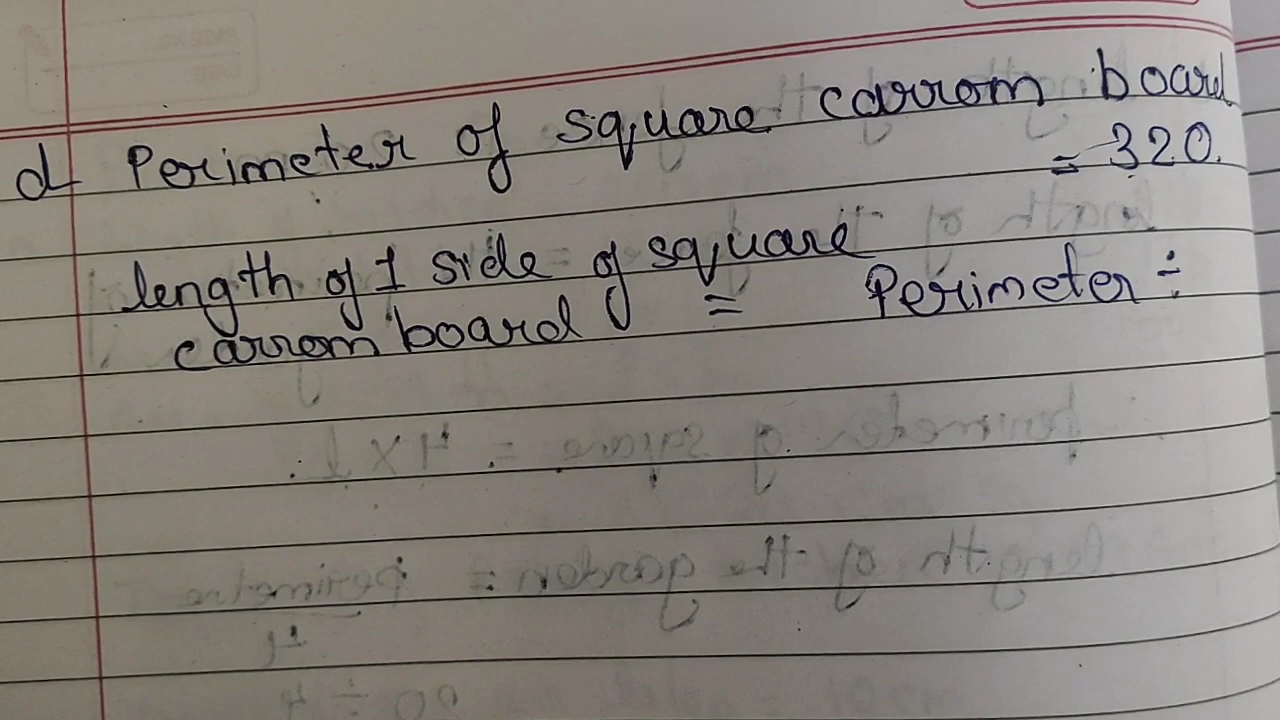 d Perimeter of square carrom board
= 320.
length of 1 side of square
carrom board = Perimeter ÷